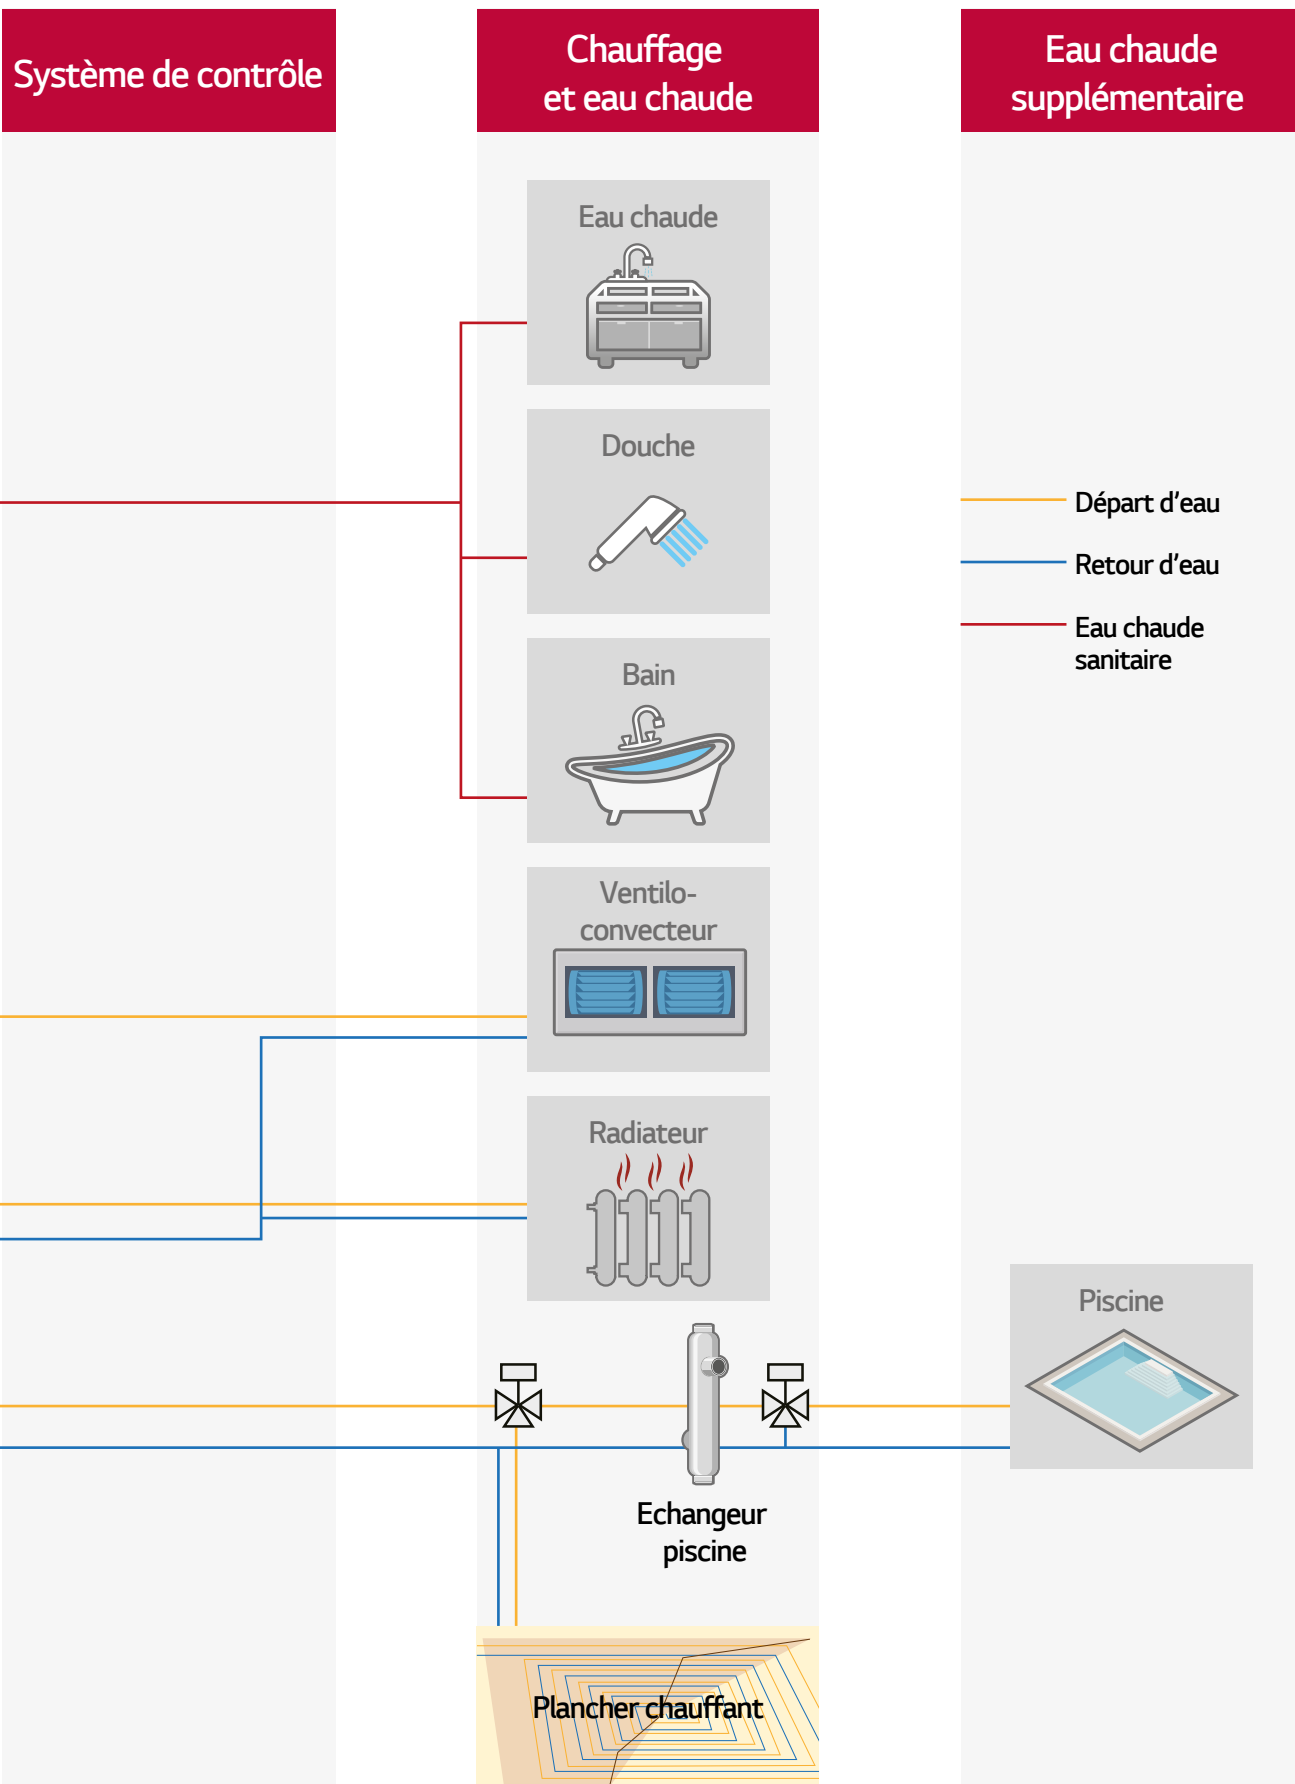 Système de contrôle
Chauffage
et eau chaude
Eau chaude
supplémentaire
Eau chaude
Douche
Départ d’eau
Retour d’eau
Eau chaude
sanitaire
Bain
Ventilo-
convecteur
Radiateur
Piscine
Echangeur
piscine
Plancher chauffant